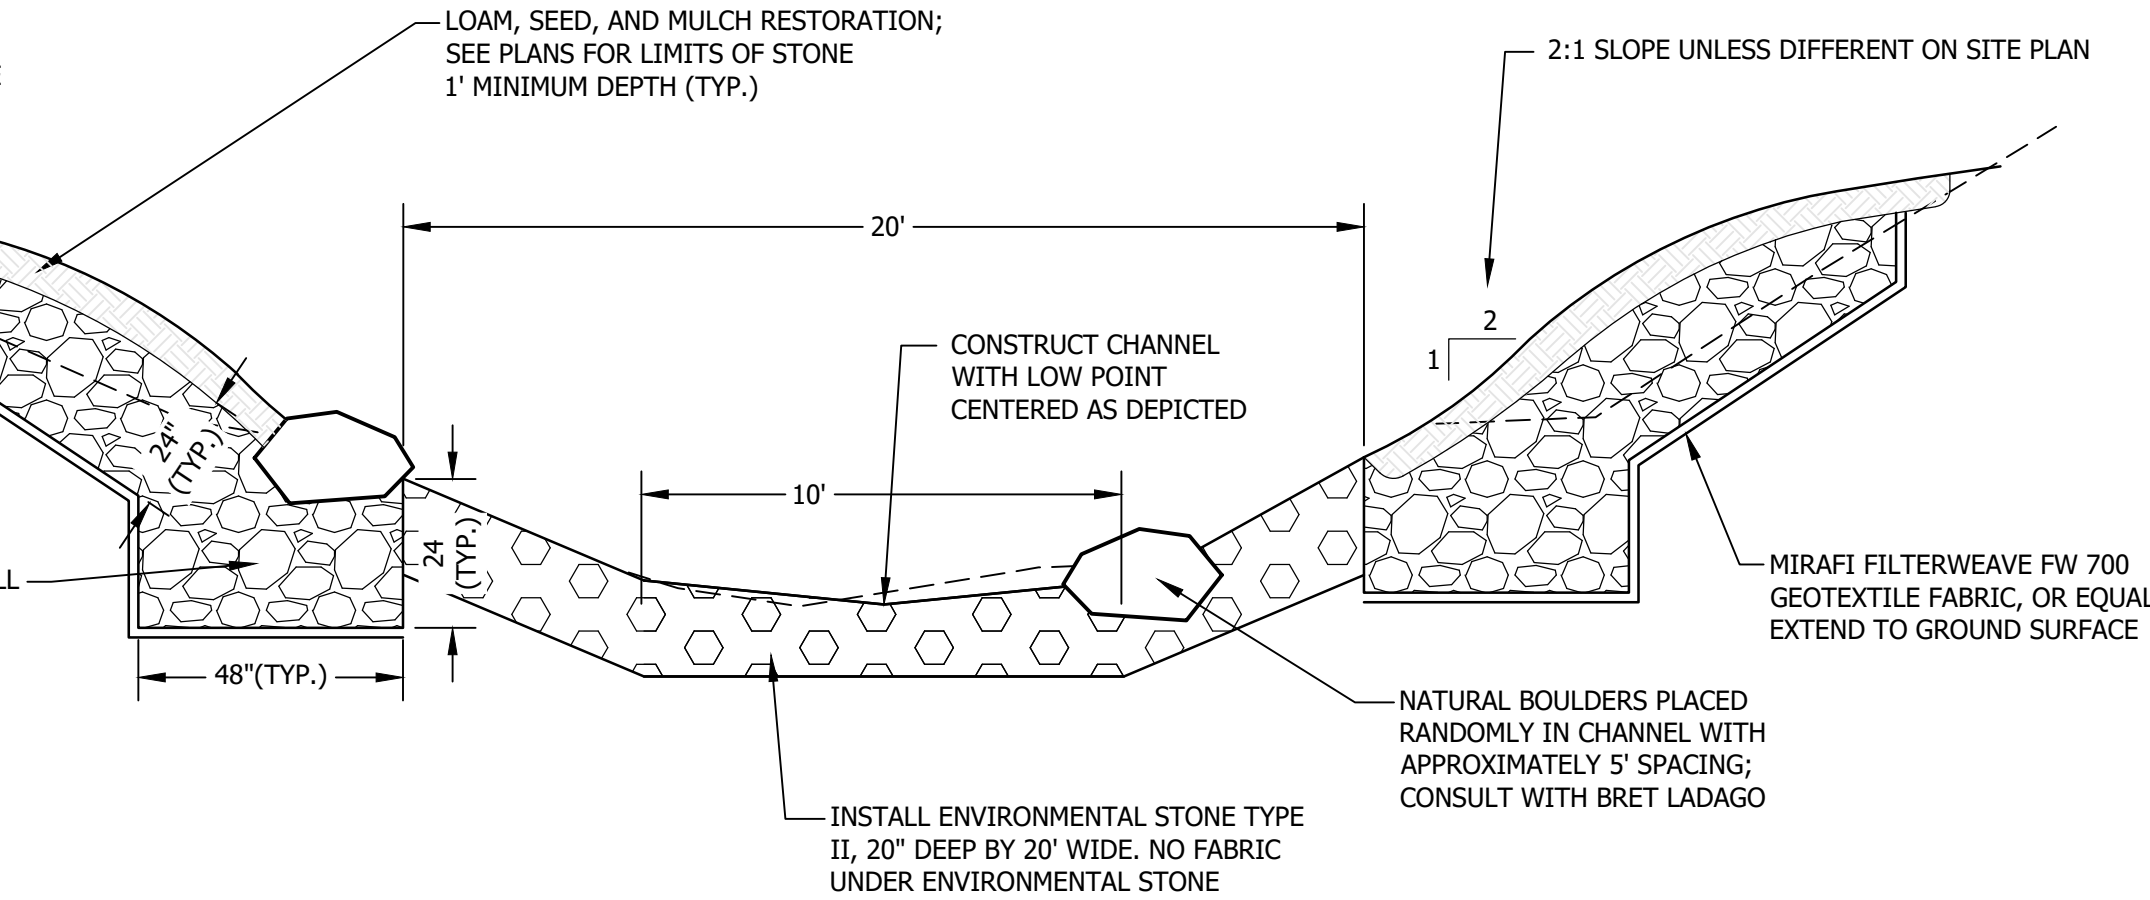 LOAM, SEED, AND MULCH RESTORATION;
SEE PLANS FOR LIMITS OF STONE
1' MINIMUM DEPTH (TYP.)
2:1 SLOPE UNLESS DIFFERENT ON SITE PLAN
20'
2
1
CONSTRUCT CHANNEL
WITH LOW POINT
CENTERED AS DEPICTED
24"
(TYP.)
10'
24
(TYP.)
48"(TYP.)
MIRAFI FILTERWEAVE FW 700
GEOTEXTILE FABRIC, OR EQUAL
EXTEND TO GROUND SURFACE
NATURAL BOULDERS PLACED
RANDOMLY IN CHANNEL WITH
APPROXIMATELY 5' SPACING;
CONSULT WITH BRET LADAGO
INSTALL ENVIRONMENTAL STONE TYPE
II, 20" DEEP BY 20' WIDE. NO FABRIC
UNDER ENVIRONMENTAL STONE